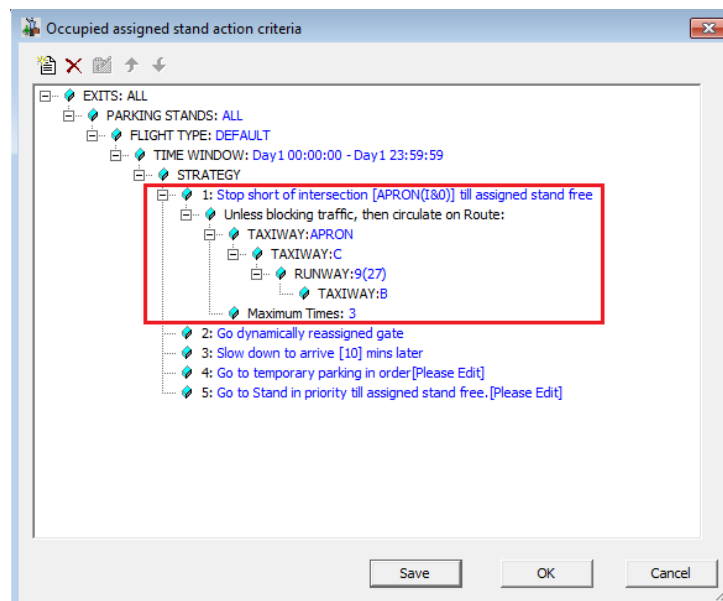 Occupied assigned stand action criteria
EXITS: ALL
PARKING STANDS: ALL
FLIGHT TYPE: DEFAULT
TIME WINDOW: Day1 00:00:00 - Day1 23:59:59
STRATEGY
1: Stop short of intersection [APRON(I&0)] till assigned stand free
Unless blocking traffic, then circulate on Route:
TAXIWAY:APRON
TAXIWAY:C
RUNWAY:9(27)
TAXIWAY:B
Maximum Times: 3
2: Go dynamically reassigned gate
3: Slow down to arrive [10] mins later
4: Go to temporary parking in order[Please Edit]
5: Go to Stand in priority till assigned stand free.[Please Edit]
Save OK Cancel